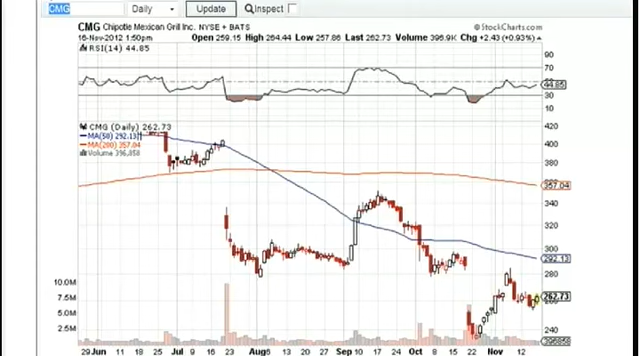 CMG Daily Update Inspect
CMG Chipotle Mexican Grill Inc. NYSE + BATS © StockCharts.com
16-Nov-2012 1:50pm Open 259.15 High 264.44 Low 257.86 Last 262.73 Volume 396.9K Chg +2.43 (+0.93%)
RSI(14) 44.85
90
70
50
44.85
30
10
CMG (Daily) 262.73
MA(50) 292.13
MA(200) 357.04
Volume 396,858
420
400
380
360
357.04
340
320
300
292.13
280
262.73
240
10.0M
7.5M
5.0M
2.5M
29 Jun 25 Jul 9 16 23 Aug 6 13 20 27 Sep 10 17 24 Oct 8 15 22 Nov 12